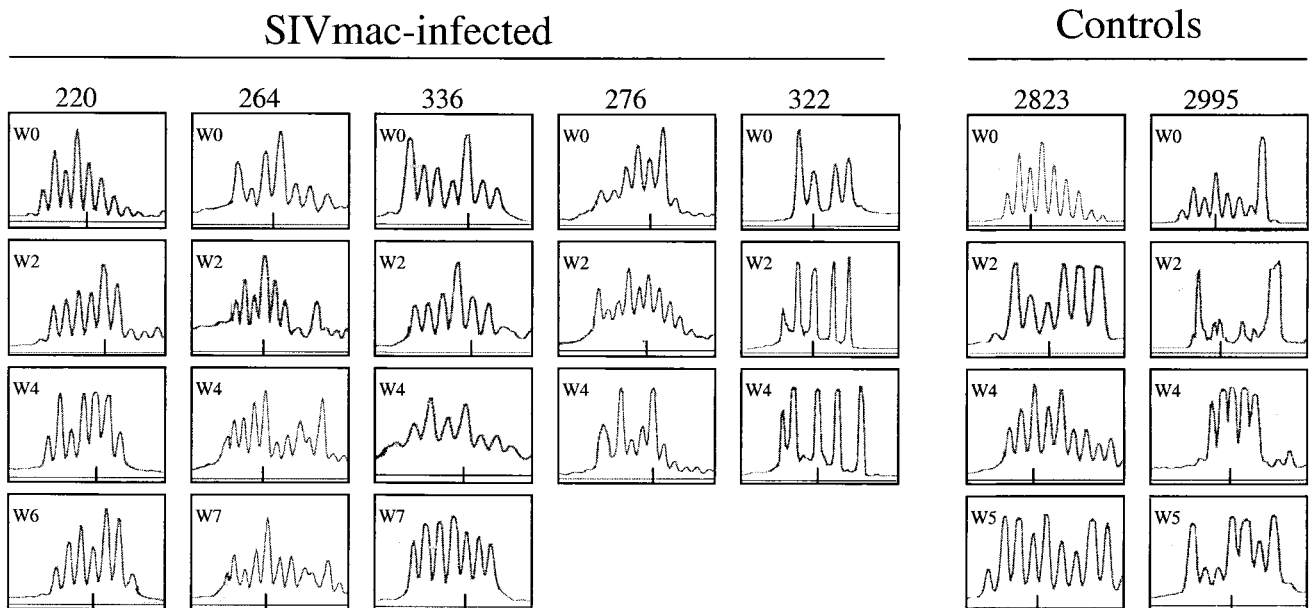 SIVmac-infected Controls
220 264 336 276 322 2823 2995
W0 W0 W0 W0 W0 W0 W0
W2 W2 W2 W2 W2 W2 W2
W4 W4 W4 W4 W4 W4 W4
W6 W7 W7 W5 W5